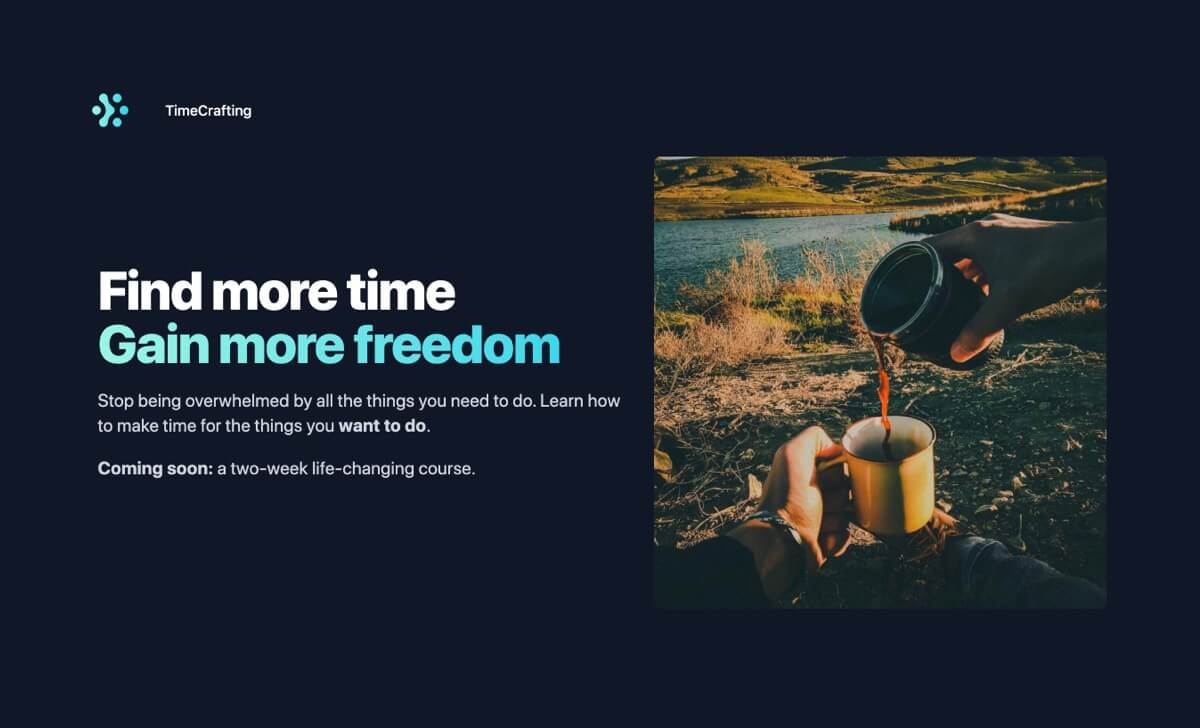 TimeCrafting
Find more time
Gain more freedom
Stop being overwhelmed by all the things you need to do. Learn how
to make time for the things you want to do.
Coming soon: a two-week life-changing course.